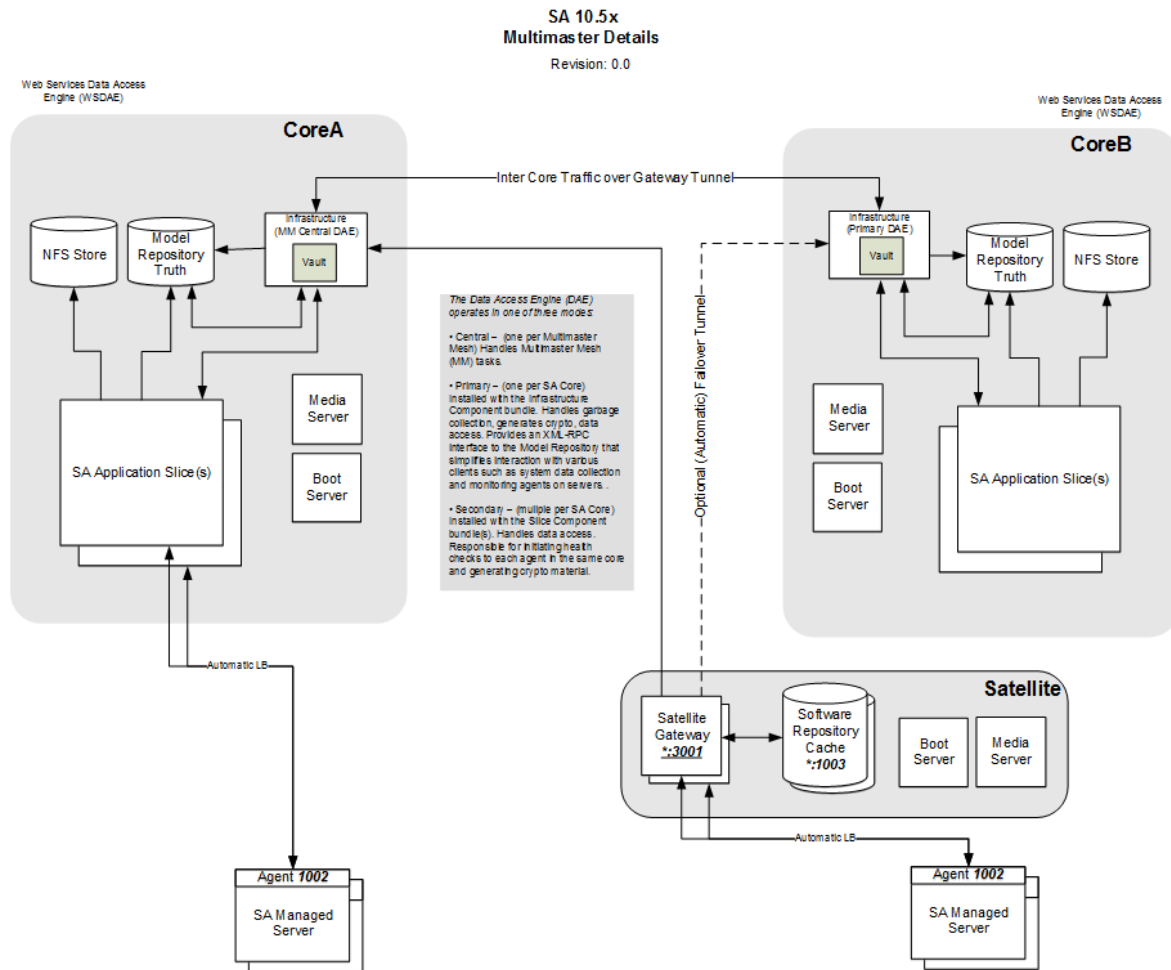 SA 10.5x
Multimaster Details
Revision: 0.0
Web Services Data Access
Engine (WSDAE)
CoreA
NFS Store
Model
Repository
Truth
Infrastructure
(MM Central DAE)
Vault
Media
Server
Boot
Server
SA Application Slice(s)
Inter Core Traffic over Gateway Tunnel
The Data Access Engine (DAE)
operates in one of three modes:
• Central – (one per Multimaster
Mesh) Handles Multimaster Mesh
(MM) tasks.
• Primary – (one per SA Core)
Installed with the Infrastructure
Component bundle. Handles garbage
collection, generates crypto, data
access. Provides an XML-RPC
interface to the Model Repository that
simplifies interaction with various
clients such as system data collection
and monitoring agents on servers. .
• Secondary – (muliple per SA Core)
Installed with the Slice Component
bundle(s). Handles data access.
Responsible for initiating health
checks to each agent in the same core
and generating crypto material.
Optional (Automatic) Failover Tunnel
Web Services Data Access
Engine (WSDAE)
CoreB
Infrastructure
(Primary DAE)
Vault
Model
Repository
Truth
NFS Store
Media
Server
Boot
Server
SA Application Slice(s)
Automatic LB
Agent 1002
SA Managed
Server
Satellite
Satellite
Gateway
*:3001
Software
Repository
Cache
*:1003
Boot
Server
Media
Server
Automatic LB
Agent 1002
SA Managed
Server